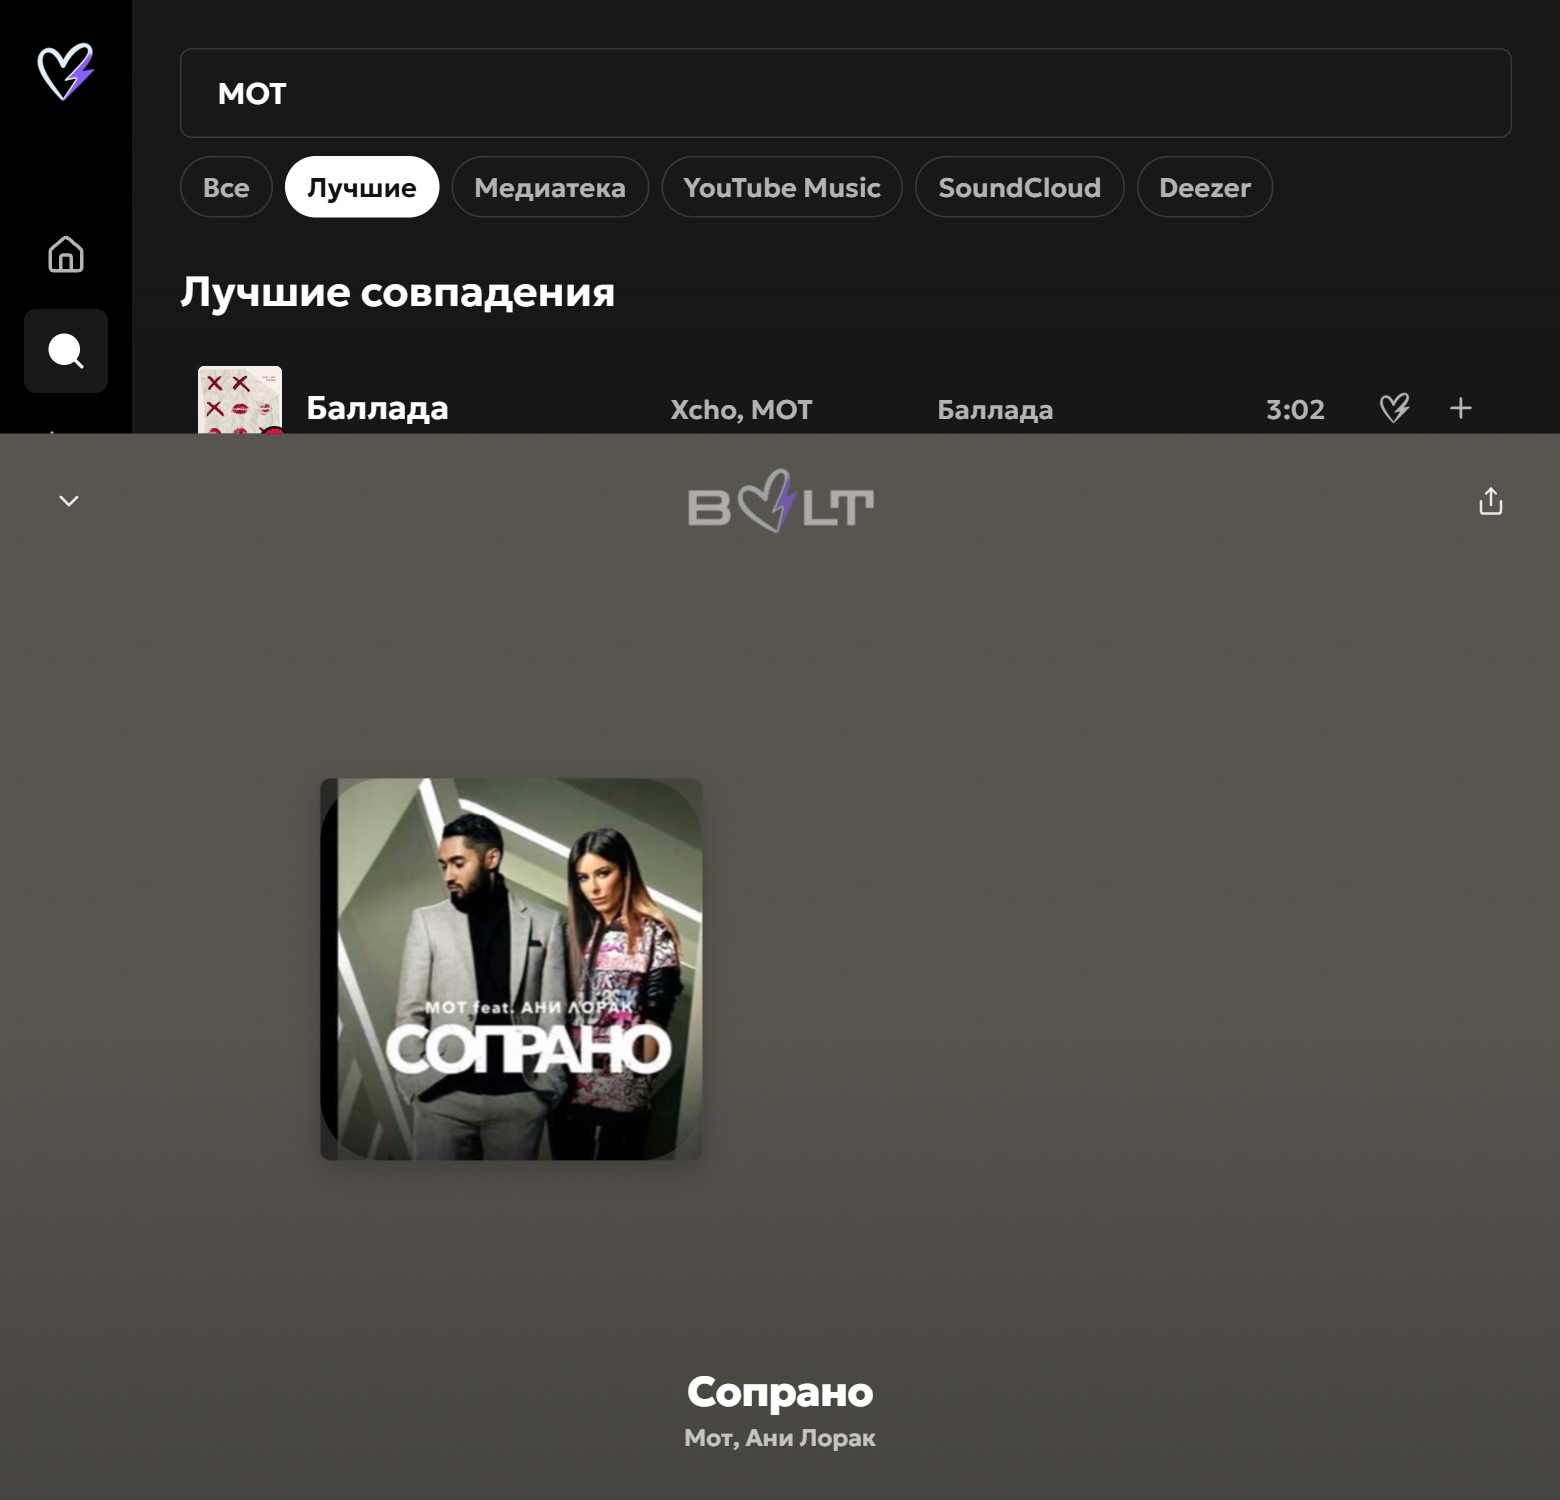 МОТ
Все
Лучшие
Медиатека
YouTube Music
SoundCloud
Deezer
Лучшие совпадения
Баллада
Xcho, МОТ
Баллада
3:02
BOLT
МОТ feat. АНИ ЛОРАК
СОПРАНО
Сопрано
Мот, Ани Лорак